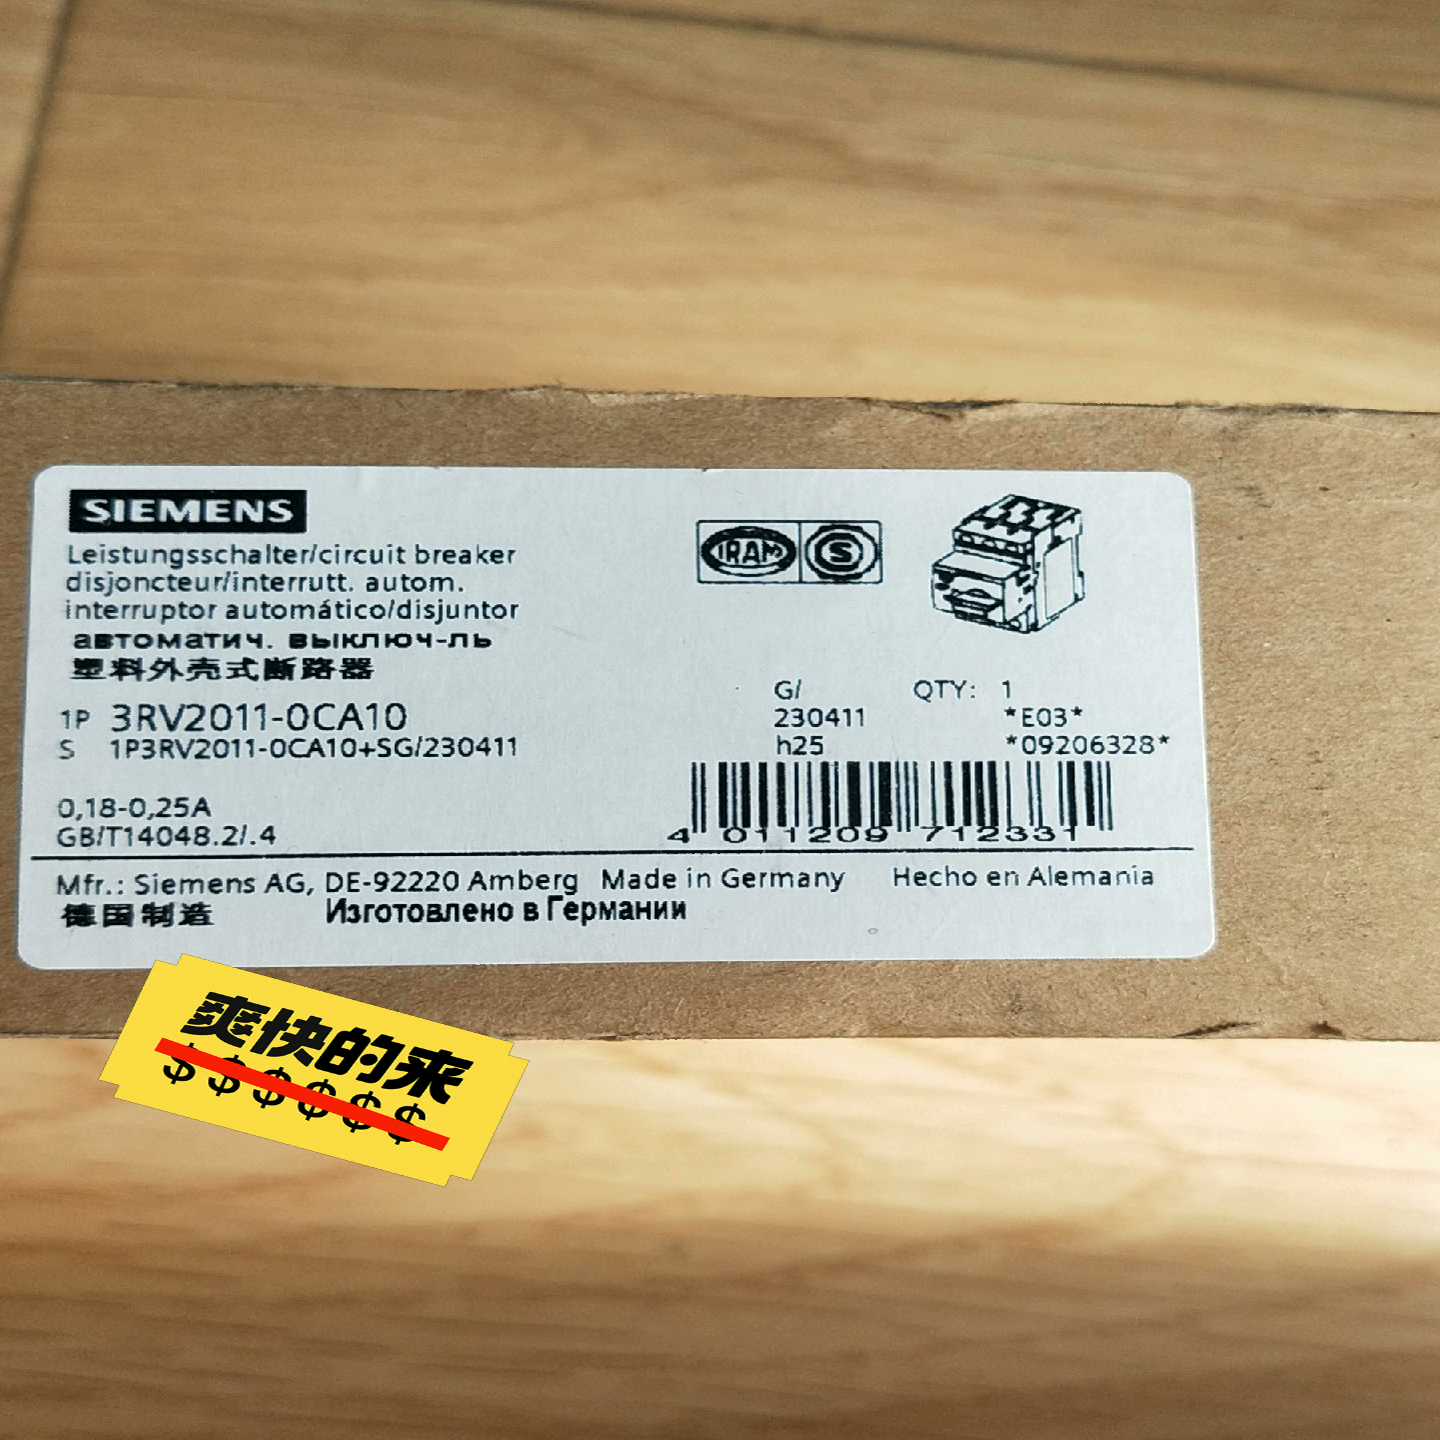 SIEMENS
Leistungsschalter/circuit breaker
disjoncteur/interrutt. autom.
interruptor automático/disjuntor
автоматич. выключ-ль
塑料外壳式断路器
IRAM S
1P 3RV2011-0CA10
S 1P3RV2011-0CA10+SG/230411
G/ QTY: 1
230411 *E03*
h25 *09206328*
0,18-0,25A
GB/T14048.2/.4
4 011209 712331
Mfr.: Siemens AG, DE-92220 Amberg Made in Germany Hecho en Alemania
德国制造 Изготовлено в Германии
爽快的来
$$$$$$